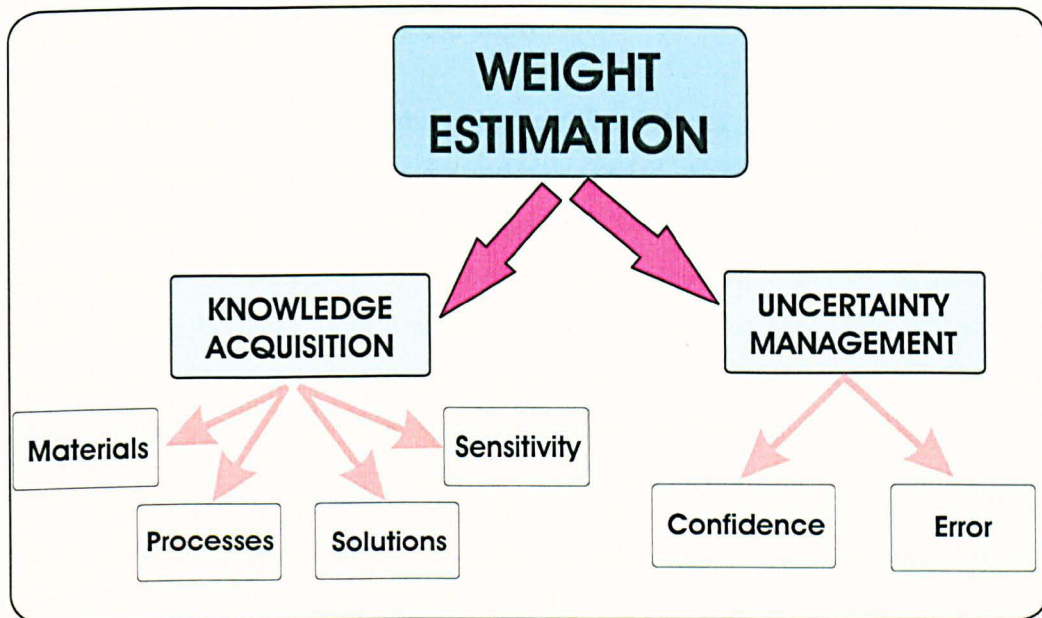 WEIGHT
ESTIMATION
KNOWLEDGE
ACQUISITION
UNCERTAINTY
MANAGEMENT
Materials
Sensitivity
Processes
Solutions
Confidence
Error